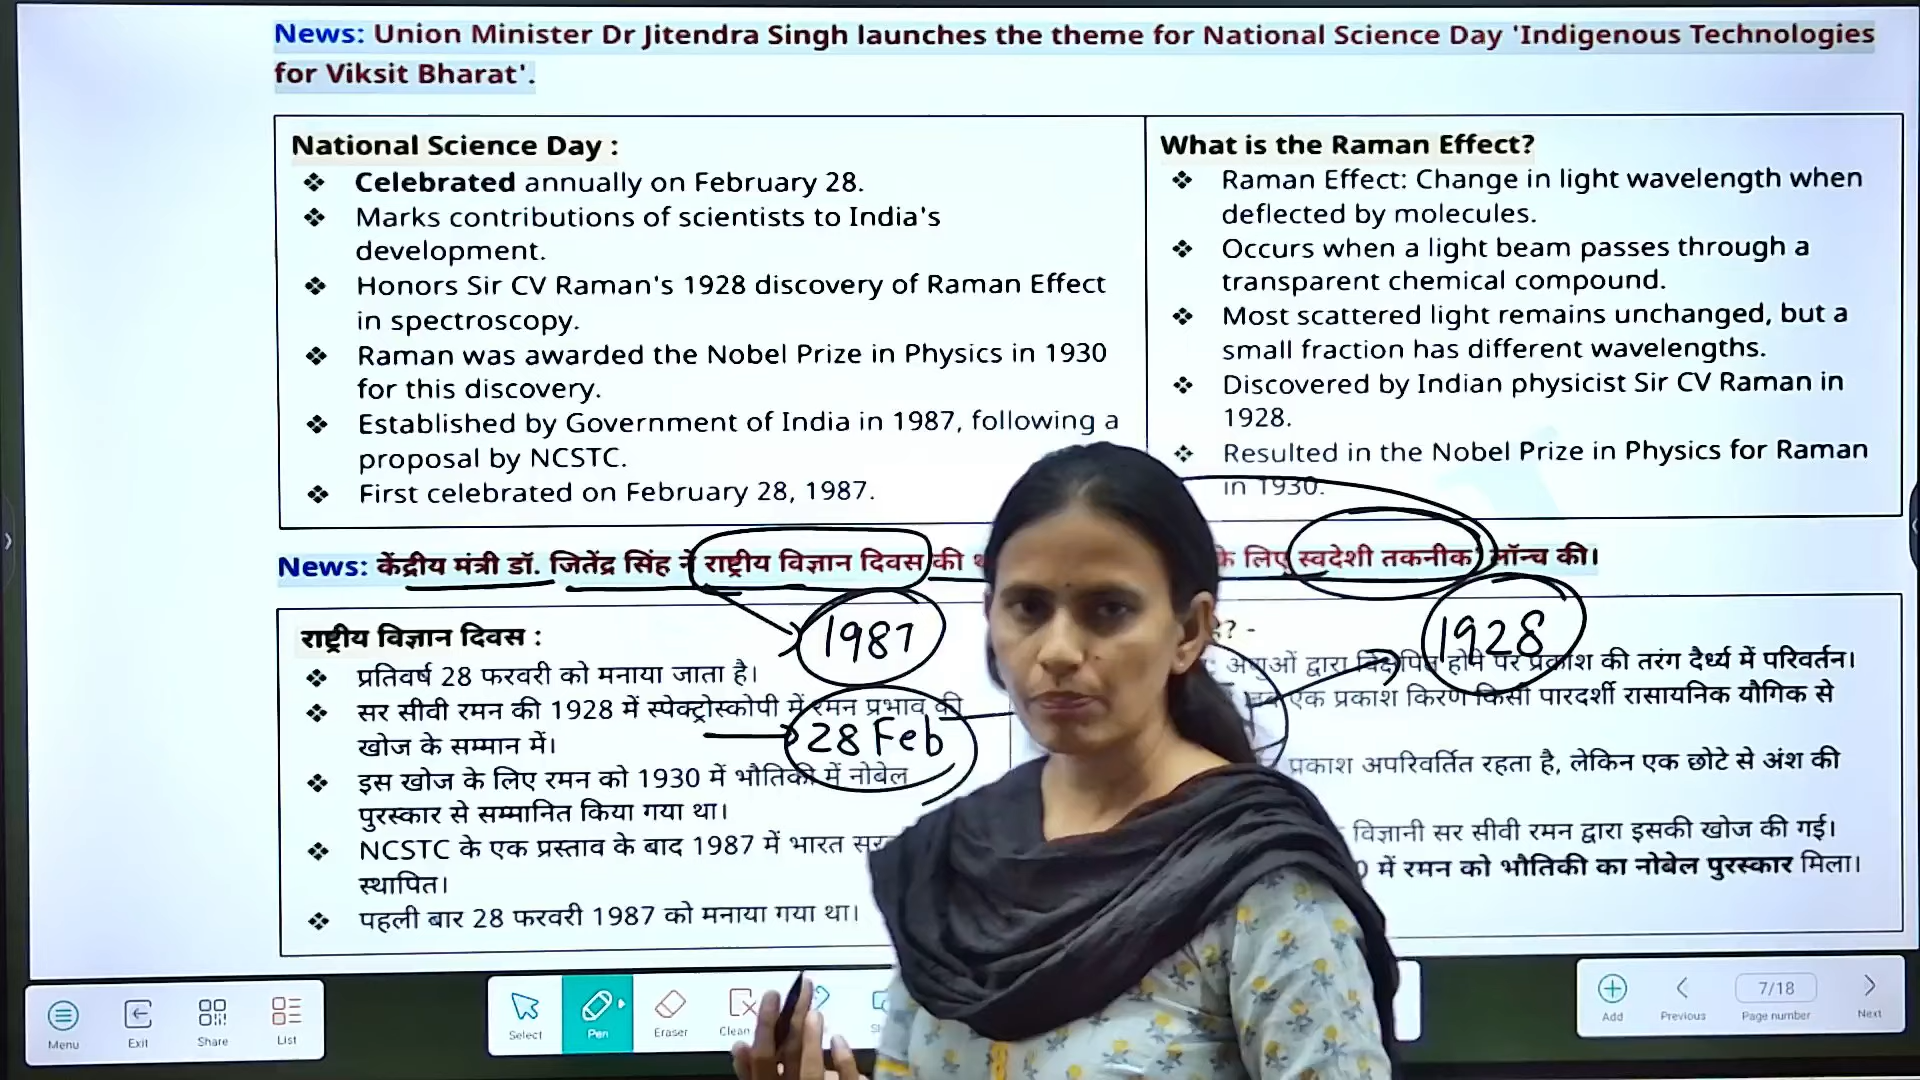 News: Union Minister Dr Jitendra Singh launches the theme for National Science Day 'Indigenous Technologies
for Viksit Bharat'.
National Science Day :
❖ Celebrated annually on February 28.
❖ Marks contributions of scientists to India's
development.
❖ Honors Sir CV Raman's 1928 discovery of Raman Effect
in spectroscopy.
❖ Raman was awarded the Nobel Prize in Physics in 1930
for this discovery.
❖ Established by Government of India in 1987, following a
proposal by NCSTC.
❖ First celebrated on February 28, 1987.
What is the Raman Effect?
❖ Raman Effect: Change in light wavelength when
deflected by molecules.
❖ Occurs when a light beam passes through a
transparent chemical compound.
❖ Most scattered light remains unchanged, but a
small fraction has different wavelengths.
❖ Discovered by Indian physicist Sir CV Raman in
1928.
❖ Resulted in the Nobel Prize in Physics for Raman
in 1930.
News: केंद्रीय मंत्री डॉ. जितेंद्र सिंह ने राष्ट्रीय विज्ञान दिवस की के लिए स्वदेशी तकनीक' लॉन्च की।
राष्ट्रीय विज्ञान दिवस :
❖ प्रतिवर्ष 28 फरवरी को मनाया जाता है।
❖ सर सीवी रमन की 1928 में स्पेक्ट्रोस्कोपी में रमन प्रभाव की
खोज के सम्मान में।
❖ इस खोज के लिए रमन को 1930 में भौतिकी में नोबेल
पुरस्कार से सम्मानित किया गया था।
❖ NCSTC के एक प्रस्ताव के बाद 1987 में भारत
स्थापित।
❖ पहली बार 28 फरवरी 1987 को मनाया गया था।
1987
28 Feb
1928
है? -
अणुओं द्वारा विक्षेपित होने पर प्रकाश की तरंग दैर्ध्य में परिवर्तन।
एक प्रकाश किरण किसी पारदर्शी रासायनिक यौगिक से
प्रकाश अपरिवर्तित रहता है, लेकिन एक छोटे से अंश की
विज्ञानी सर सीवी रमन द्वारा इसकी खोज की गई।
में रमन को भौतिकी का नोबेल पुरस्कार मिला।
Menu Exit Share List
Select Pen Eraser Clean
Add Previous 7/18 Page number Next